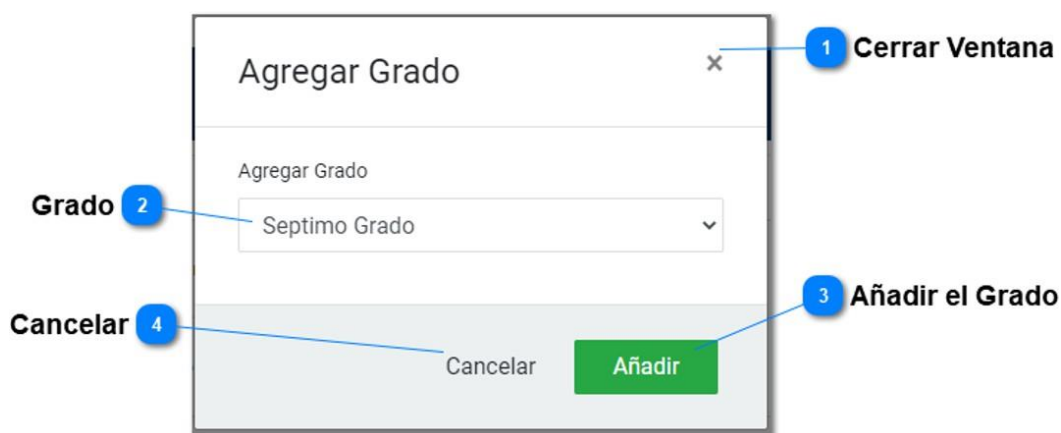 Agregar Grado
×
1 Cerrar Ventana
Agregar Grado
Grado 2
Septimo Grado
3 Añadir el Grado
Cancelar 4
Cancelar
Añadir